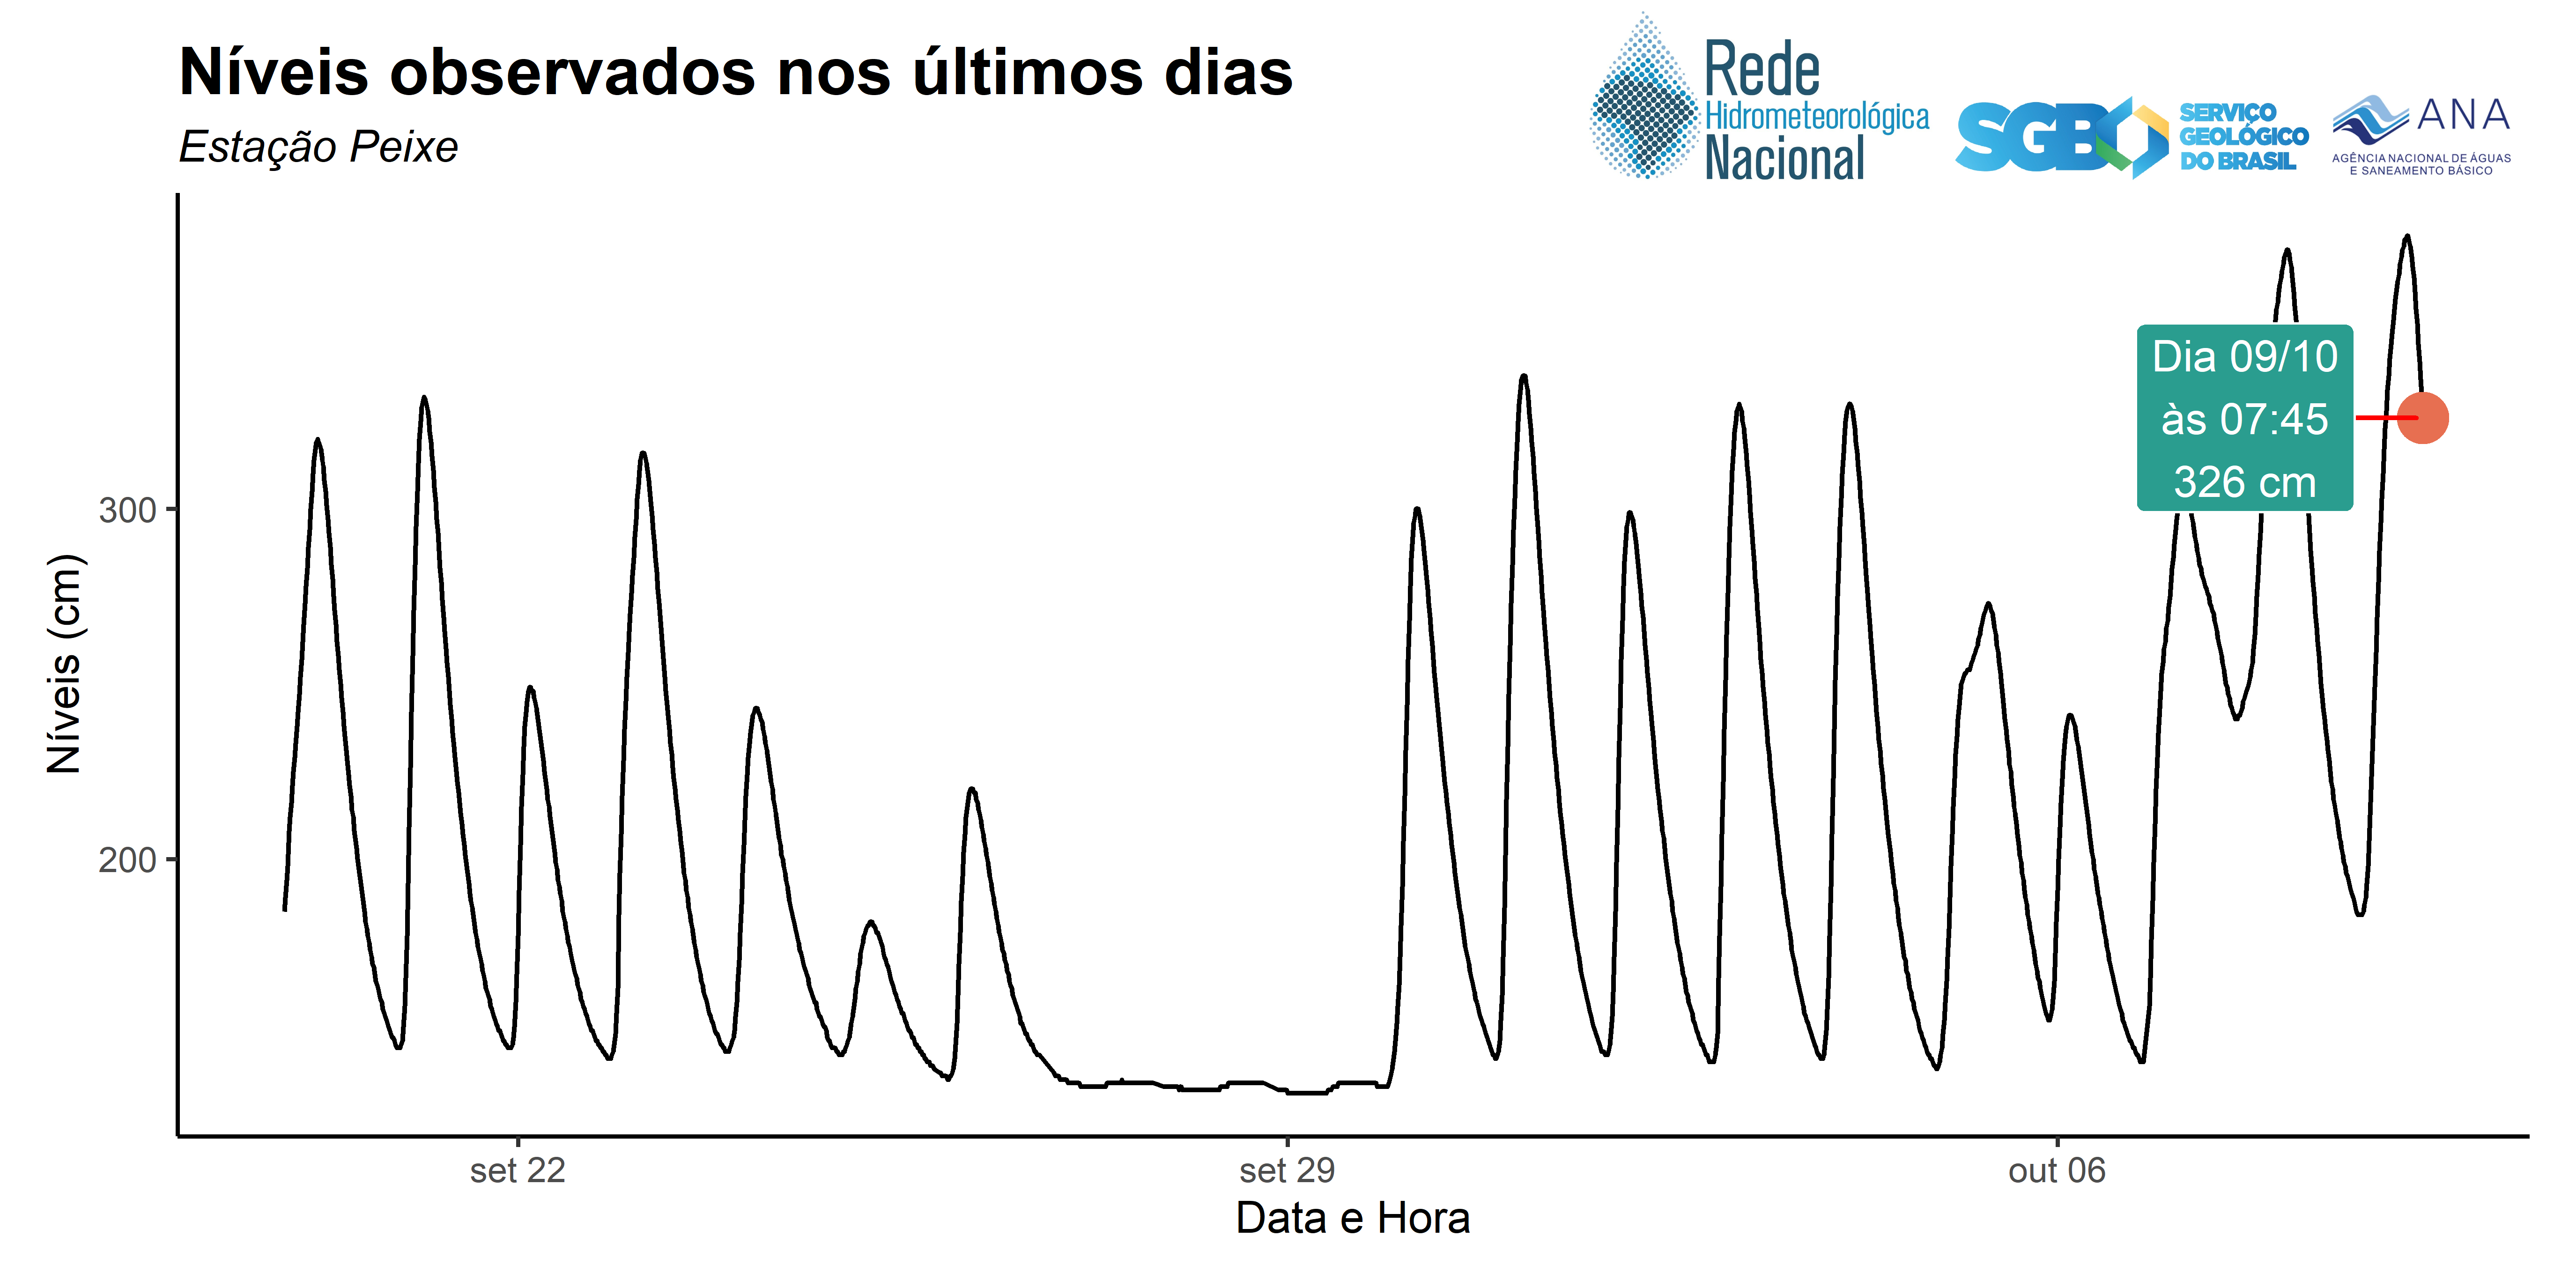 Níveis observados nos últimos dias
Estação Peixe
Rede
Hidrometeorológica
Nacional
SGB
SERVIÇO
GEOLÓGICO
DO BRASIL
ANA
AGÊNCIA NACIONAL DE ÁGUAS
E SANEAMENTO BÁSICO
Níveis (cm)
300
200
Dia 09/10
às 07:45
326 cm
set 22
set 29
out 06
Data e Hora